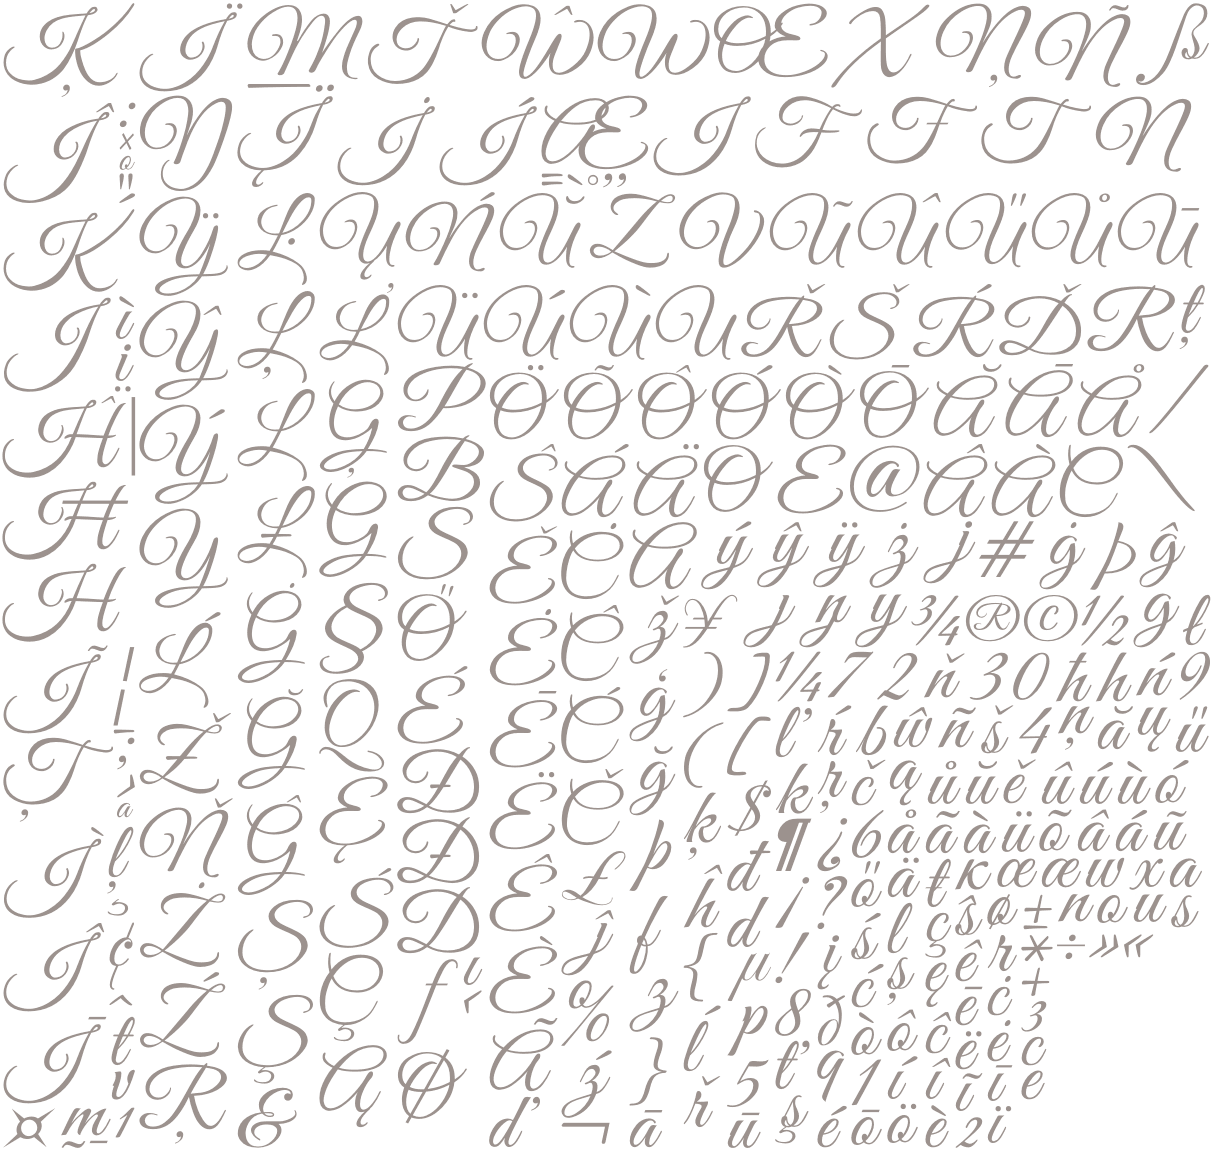 Ķ Ï M Ť Ŵ W Œ X Ņ Ñ ß
Ĵ Ŋ Į̈ İ Í Æ I F F T N
Ḱ Ÿ Ŀ Ų Ń Ŭ Z V Ũ Û Ű Ů Ū
I ì Ŷ Ļ Ľ Ü Ú Ù U Ř Š Ŕ Ď R ţ
Ĥ | Ý L Ģ P Ö Õ Ô Ó Ò Ō Ă Ā Å /
Ħ Y Ł G B Ŝ Á Ä O E @ Â À C \
H Ġ § S Ě Ċ A ý ŷ ÿ ż j # ġ þ ĝ
Ĩ ¦ Ĺ Ğ Q Ő Ė Ĉ ž ¥ ȷ ŋ y ¾ ® © ½ g ℓ
Ţ Ž Ĝ Ę É Ē Ć ģ ) ] ¼ 7 2 ň 3 0 ħ h ń 9
Ì Ň Ş Ś Đ Ë Č ğ ( [ ľ ŕ b ŵ ñ š 4 ņ ă ų ü
Î Ż Ş Ç Ð Ê £ þ ķ $ k ŗ č ą ů ŭ ě û ú ù ó
Ī Ź & Ą D È ĵ f ĥ đ ¶ ¿ 6 å ã à ü õ â á ũ
¤ m 1 Ŗ f Ø Ã % z { d ¡ ? ő ä ŧ ĸ œ æ w x a
ď ź } ĺ µ ! į ś l ç ŝ ø ± n o u s
¬ ā ř p 8 ð ć ş ę ê r * ÷ » «
ū 5 ť 9 ò ô ĉ ē ċ +
ş 1 í î ë ė 3
é ō ö è ĩ ī c
2 ï e